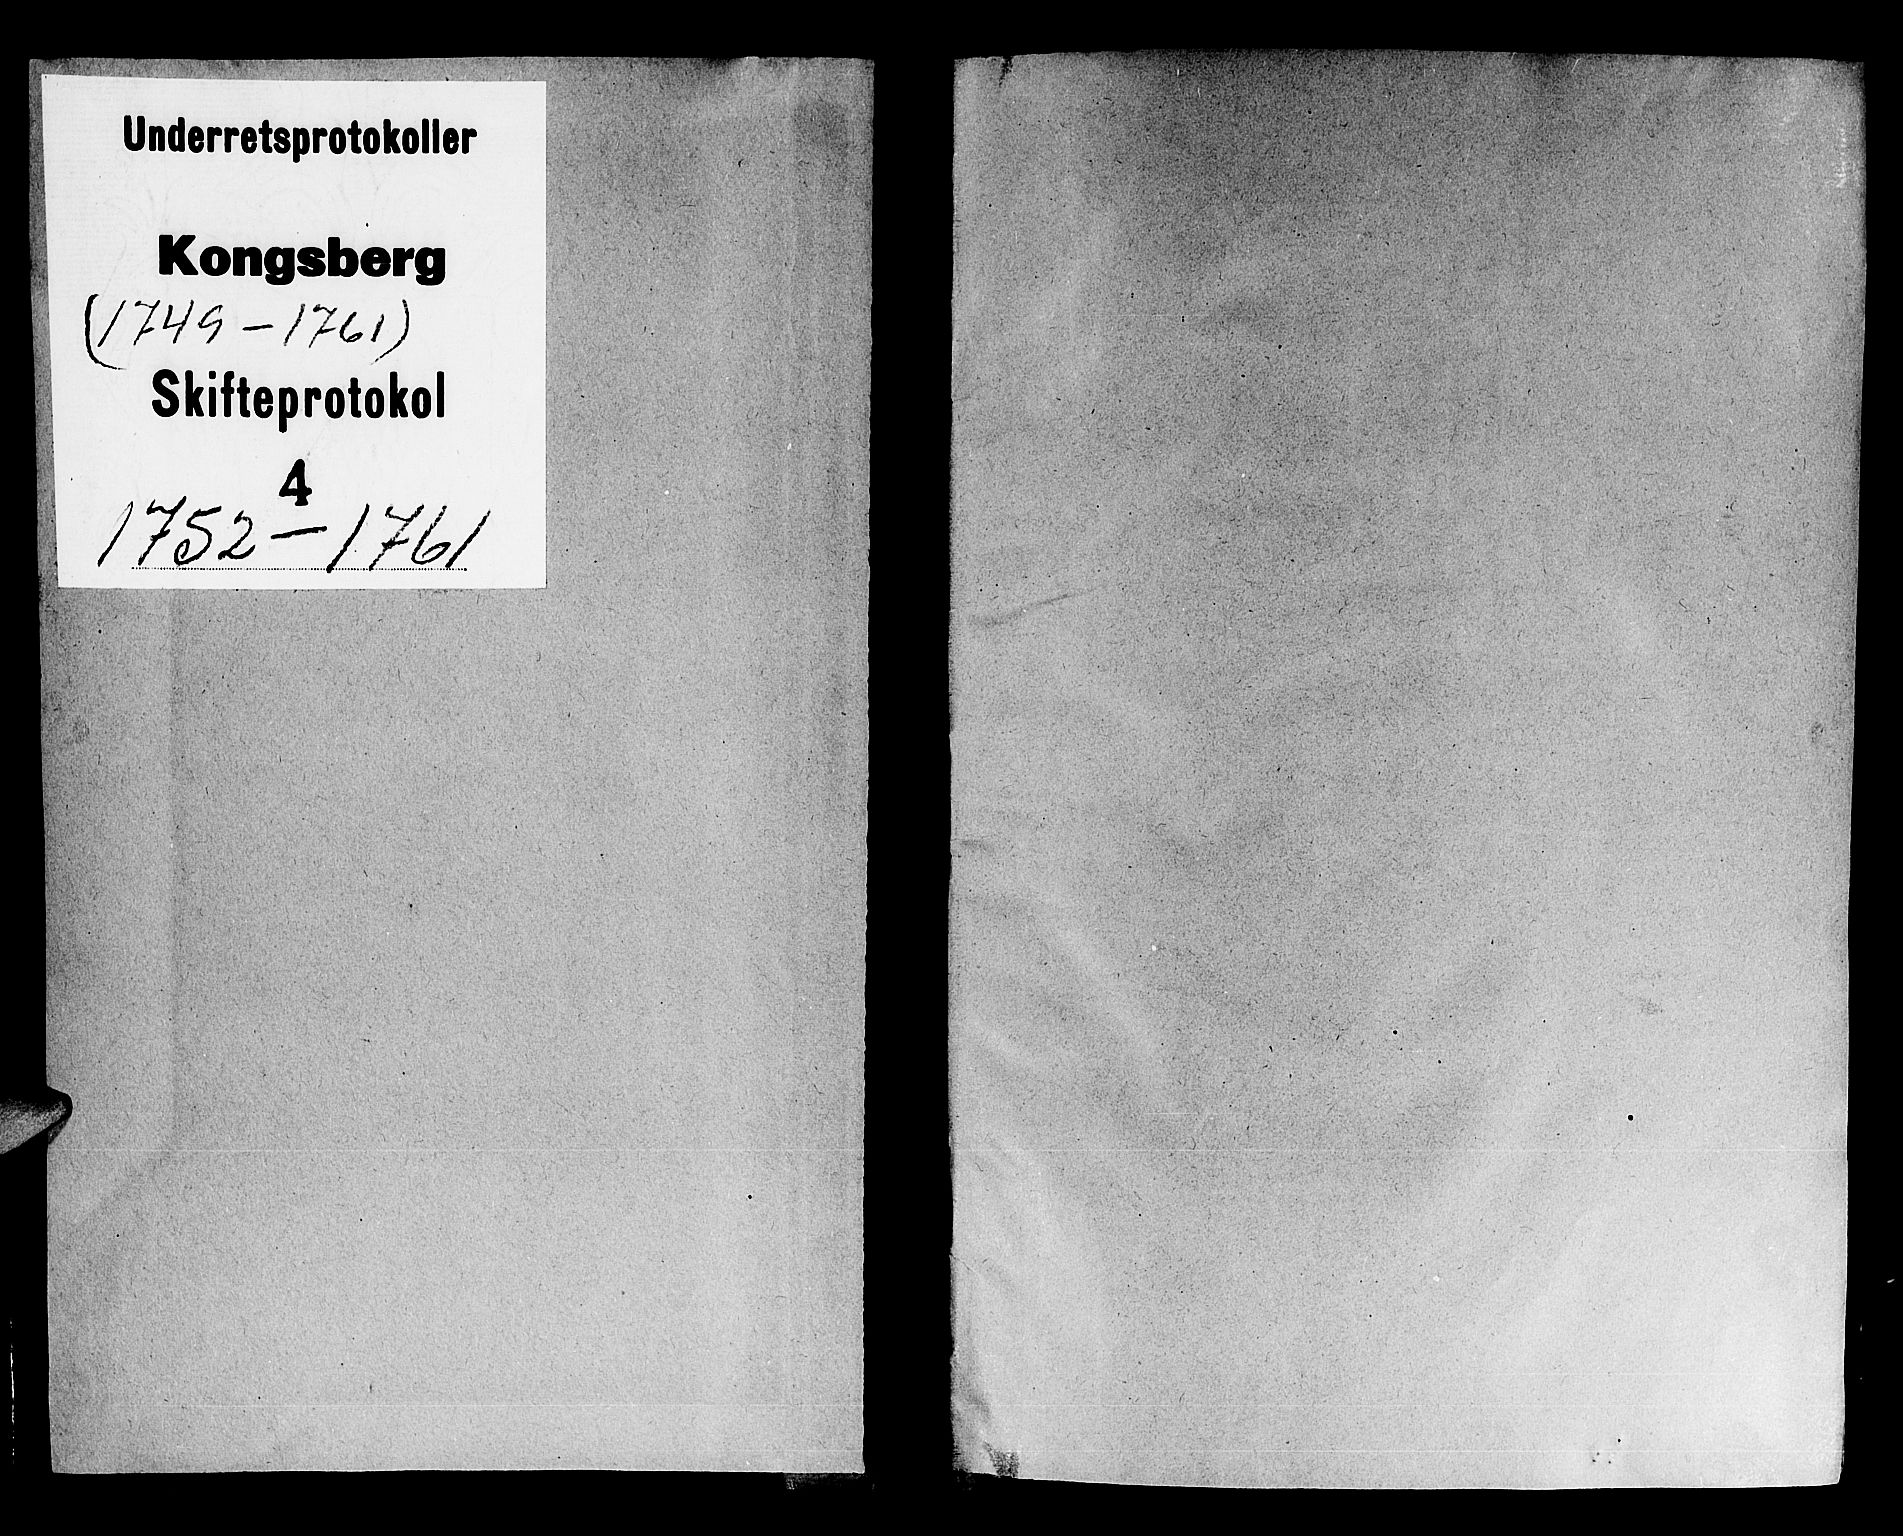 Underretsprotokoller
Kongsberg
(1749-1761)
Skifteprotokol
4
1752-1761